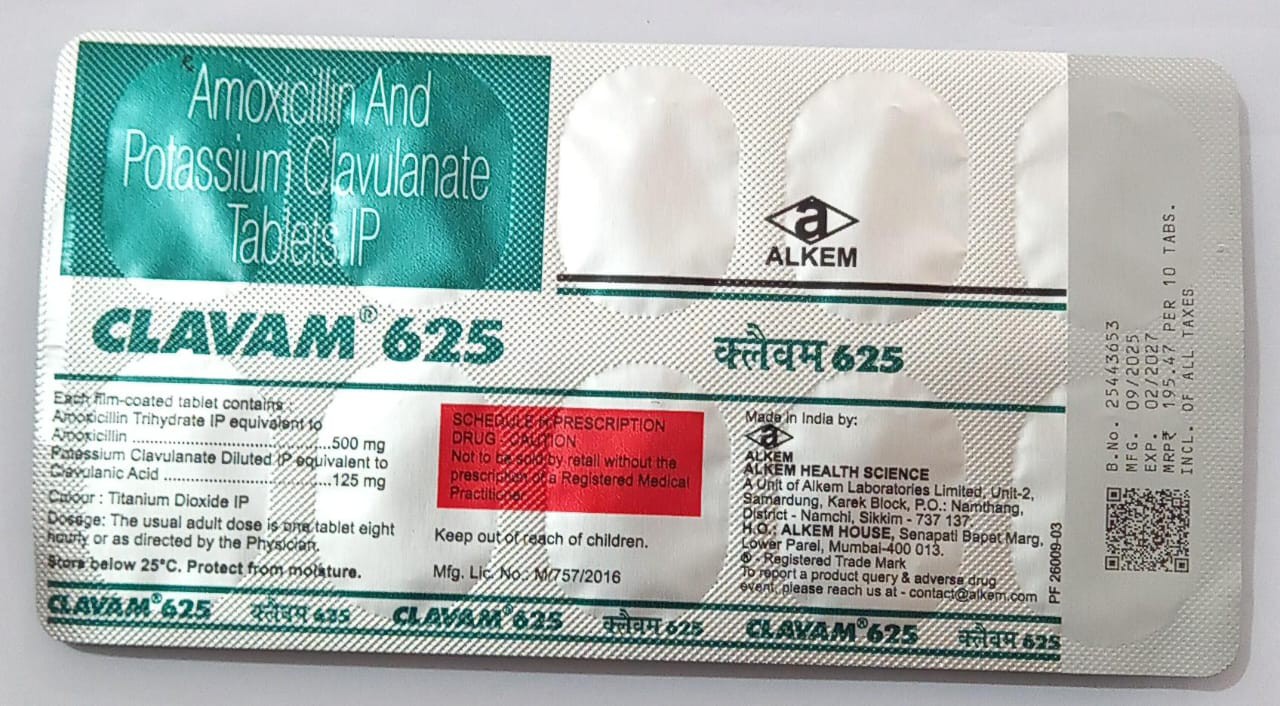 Amoxicillin And
Potassium Clavulanate
Tablets IP
a
ALKEM
CLAVAM® 625
क्लैवम 625
Each film-coated tablet contains
Amoxicillin Trihydrate IP equivalent to
Amoxicillin ....................................500 mg
Potassium Clavulanate Diluted IP equivalent to
Clavulanic Acid ..............................125 mg
Colour : Titanium Dioxide IP
Dosage: The usual adult dose is one tablet eight
hourly or as directed by the Physician.
Store below 25°C. Protect from moisture.
SCHEDULE H PRESCRIPTION
DRUG - CAUTION
Not to be sold by retail without the
prescription of a Registered Medical
Practitioner
Keep out of reach of children.
Mfg. Lic. No.: M/757/2016
Made in India by:
a
ALKEM
ALKEM HEALTH SCIENCE
A Unit of Alkem Laboratories Limited, Unit-2,
Samardung, Karek Block, P.O.: Namthang,
District - Namchi, Sikkim - 737 137
H.O.: ALKEM HOUSE, Senapati Bapat Marg,
Lower Parel, Mumbai-400 013.
® - Registered Trade Mark
To report a product query & adverse drug
event, please reach us at - contact@alkem.com
PF 26009-03
CLAVAM®625 क्लैवम 625 CLAVAM®625 क्लैवम 625 CLAVAM®625 क्लैवम 625
B.No. 25443653
MFG. 09/2025
EXP. 02/2027
MRP₹ 195.47 PER 10 TABS.
INCL. OF ALL TAXES